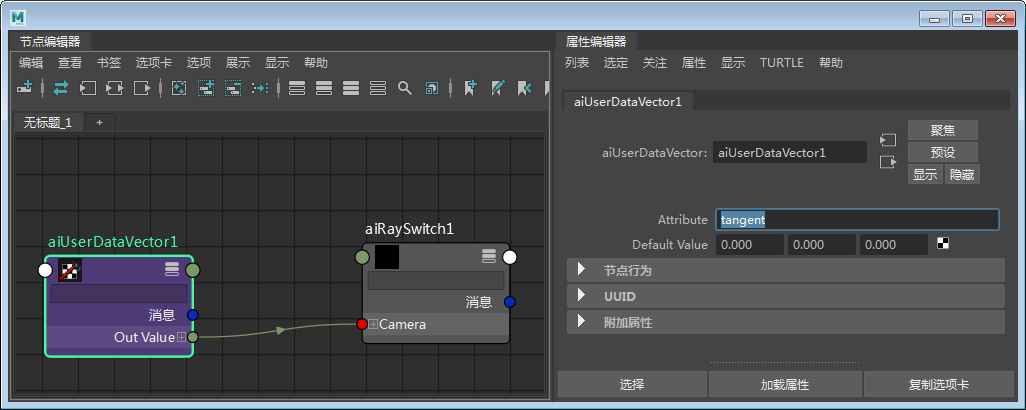 节点编辑器
编辑 查看 书签 选项卡 选项 展示 显示 帮助
无标题_1 +
aiUserDataVector1
消息
Out Value
aiRaySwitch1
消息
Camera
属性编辑器
列表 选定 关注 属性 显示 TURTLE 帮助
aiUserDataVector1
aiUserDataVector: aiUserDataVector1
聚焦
预设
显示 隐藏
Attribute tangent
Default Value 0.000 0.000 0.000
节点行为
UUID
附加属性
选择 加载属性 复制选项卡